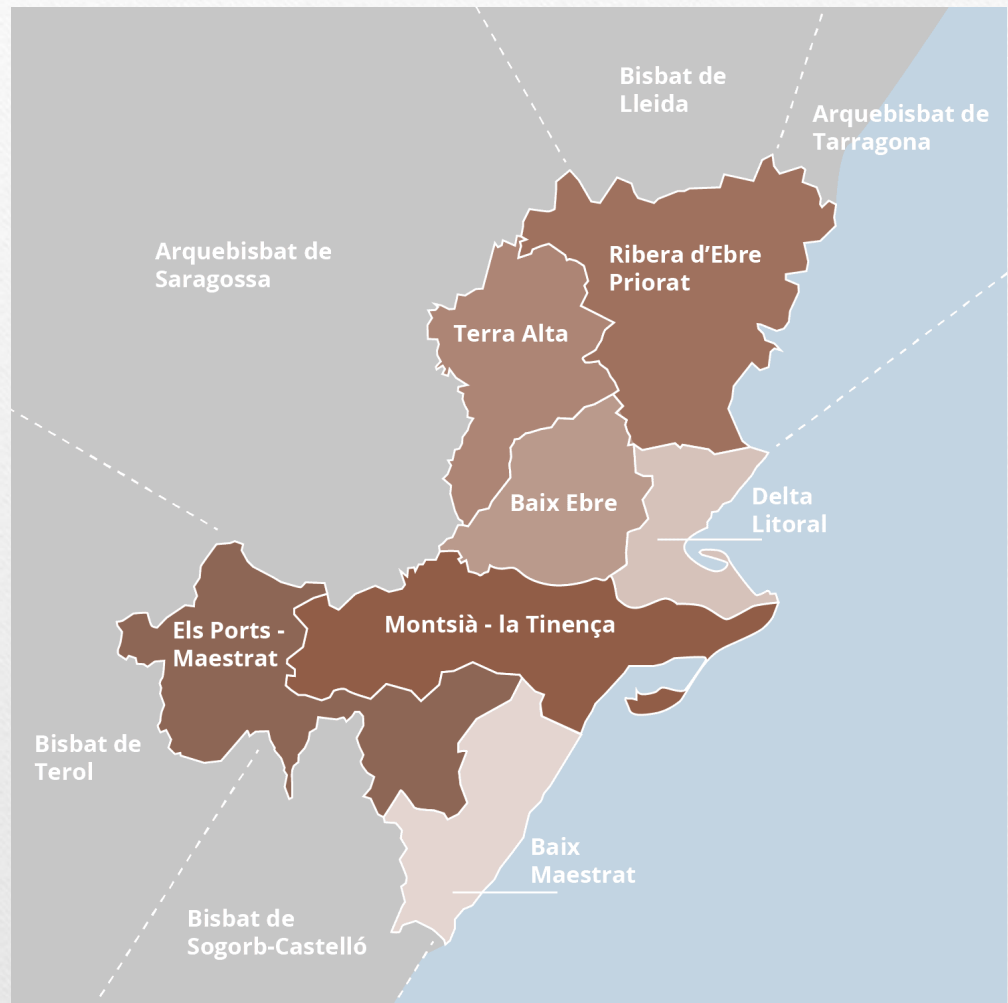 Bisbat de
Lleida
Arquebisbat de
Tarragona
Arquebisbat de
Saragossa
Ribera d’Ebre
Priorat
Terra Alta
Baix Ebre
Delta
Litoral
Els Ports -
Maestrat
Montsià - la Tinença
Bisbat de
Terol
Baix
Maestrat
Bisbat de
Sogorb-Castelló